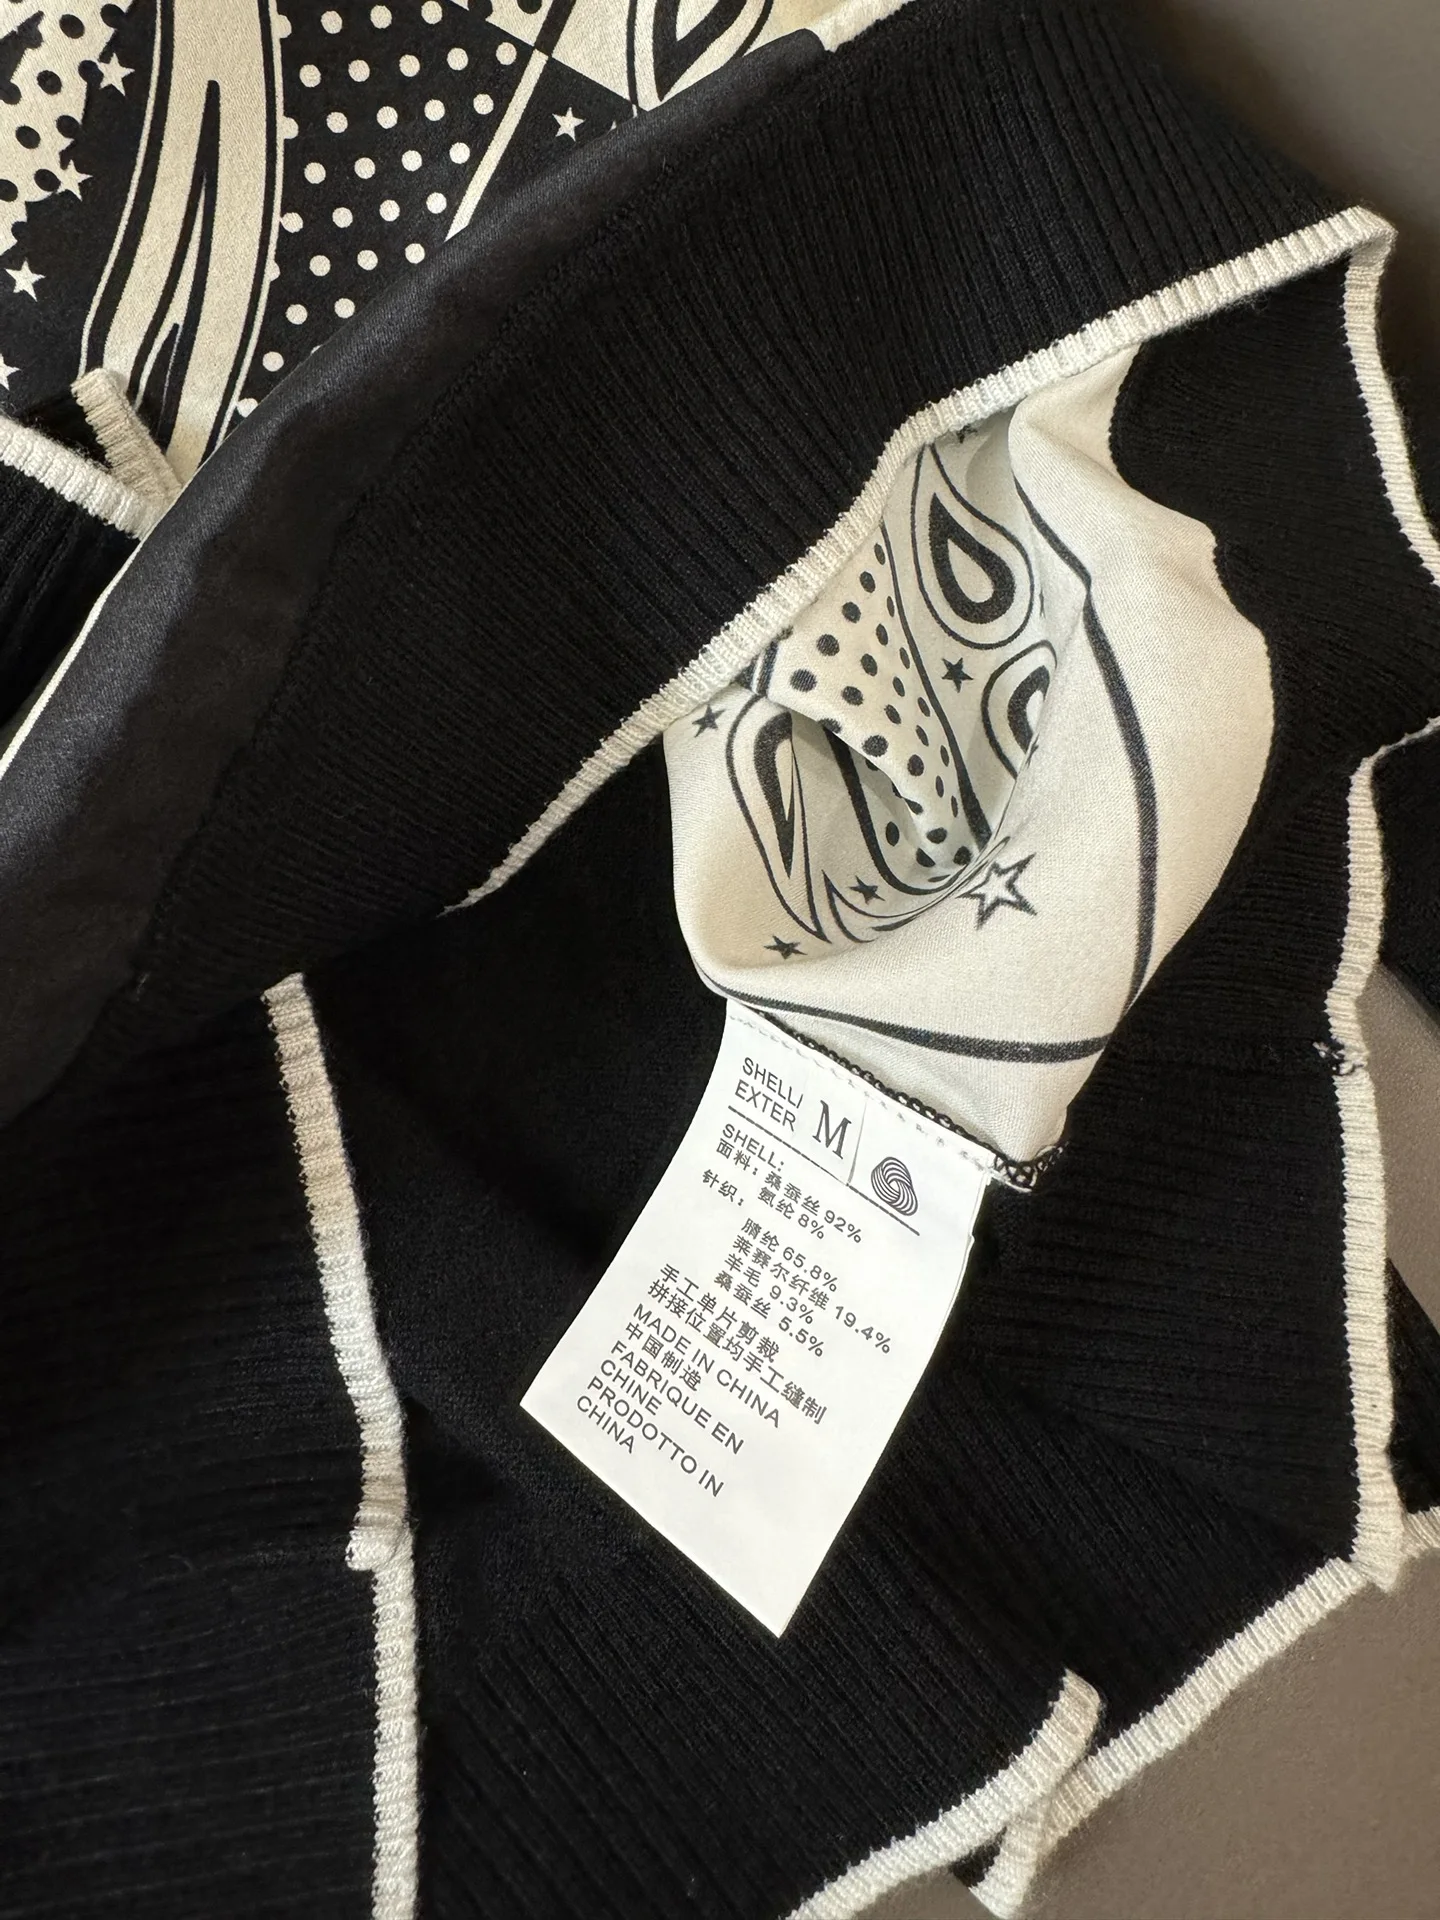 SHELL/
EXTER
M
SHELL:
面料：桑蚕丝 92%
氨纶 8%
针织：
腈纶 65.8%
莱赛尔纤维 19.4%
羊毛 9.3%
桑蚕丝 5.5%
手工单片剪裁
拼接位置均手工缝制
MADE IN CHINA
中国制造
FABRIQUE EN
CHINE
PRODOTTO IN
CHINA